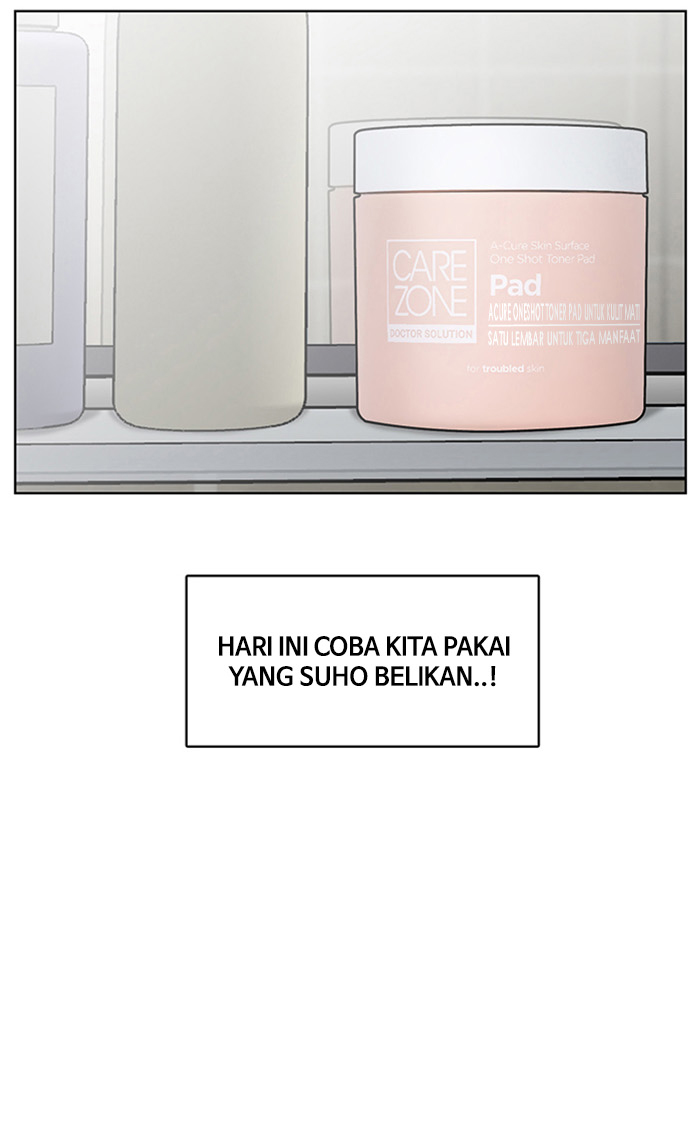 CARE
ZONE
DOCTOR SOLUTION
A-Cure Skin Surface
One Shot Toner Pad
Pad
ACURE ONESHOT TONER PAD UNTUK KULIT MATI
SATU LEMBAR UNTUK TIGA MANFAAT
for troubled skin
HARI INI COBA KITA PAKAI
YANG SUHO BELIKAN..!